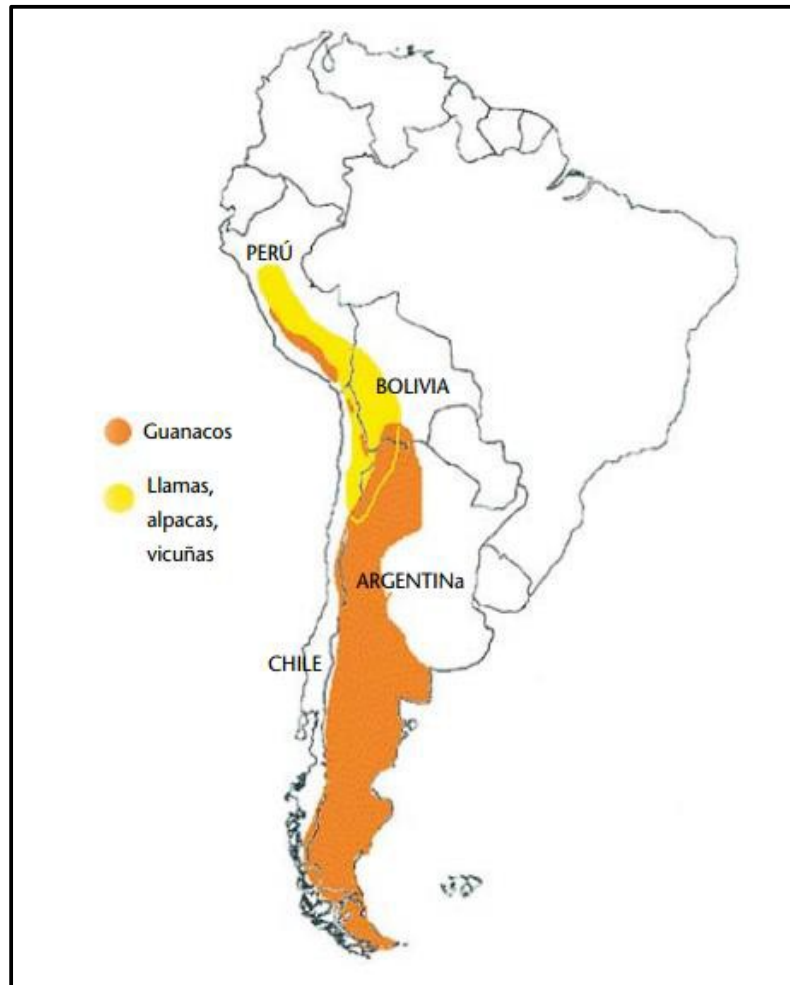 PERÚ
BOLIVIA
Guanacos
Llamas,
alpacas,
vicuñas
ARGENTINa
CHILE